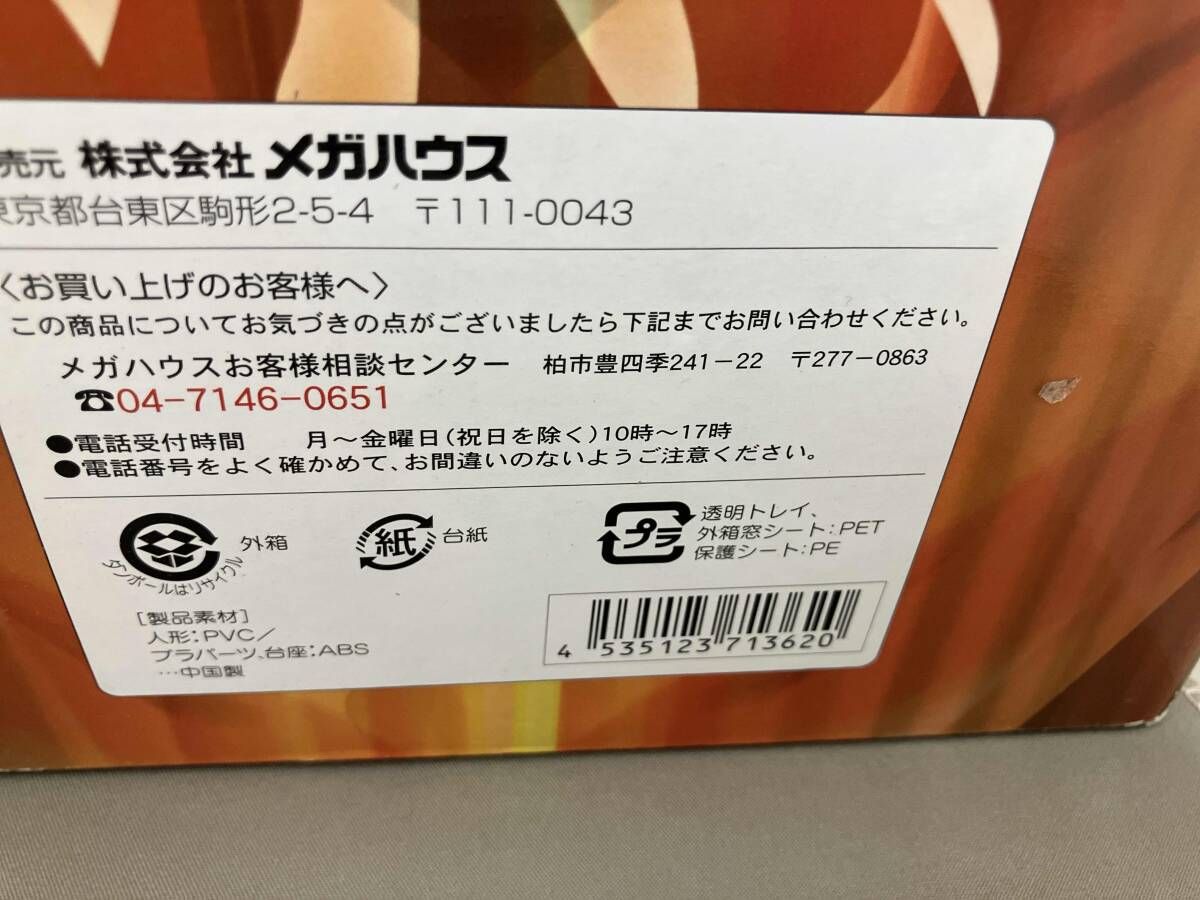 売元 株式会社 メガハウス
東京都台東区駒形2-5-4 〒111-0043
〈お買い上げのお客様へ〉
この商品についてお気づきの点がございましたら下記までお問い合わせください。
メガハウスお客様相談センター 柏市豊四季241-22 〒277-0863
☎04-7146-0651
●電話受付時間 月〜金曜日(祝日を除く)10時〜17時
●電話番号をよく確かめて、お間違いのないようご注意ください。
外箱
ダンボールはリサイクル
紙 台紙
プラ
透明トレイ、
外箱窓シート:PET
保護シート:PE
[製品素材]
人形:PVC/
プラパーツ、台座:ABS
…中国製
4 535123 713620